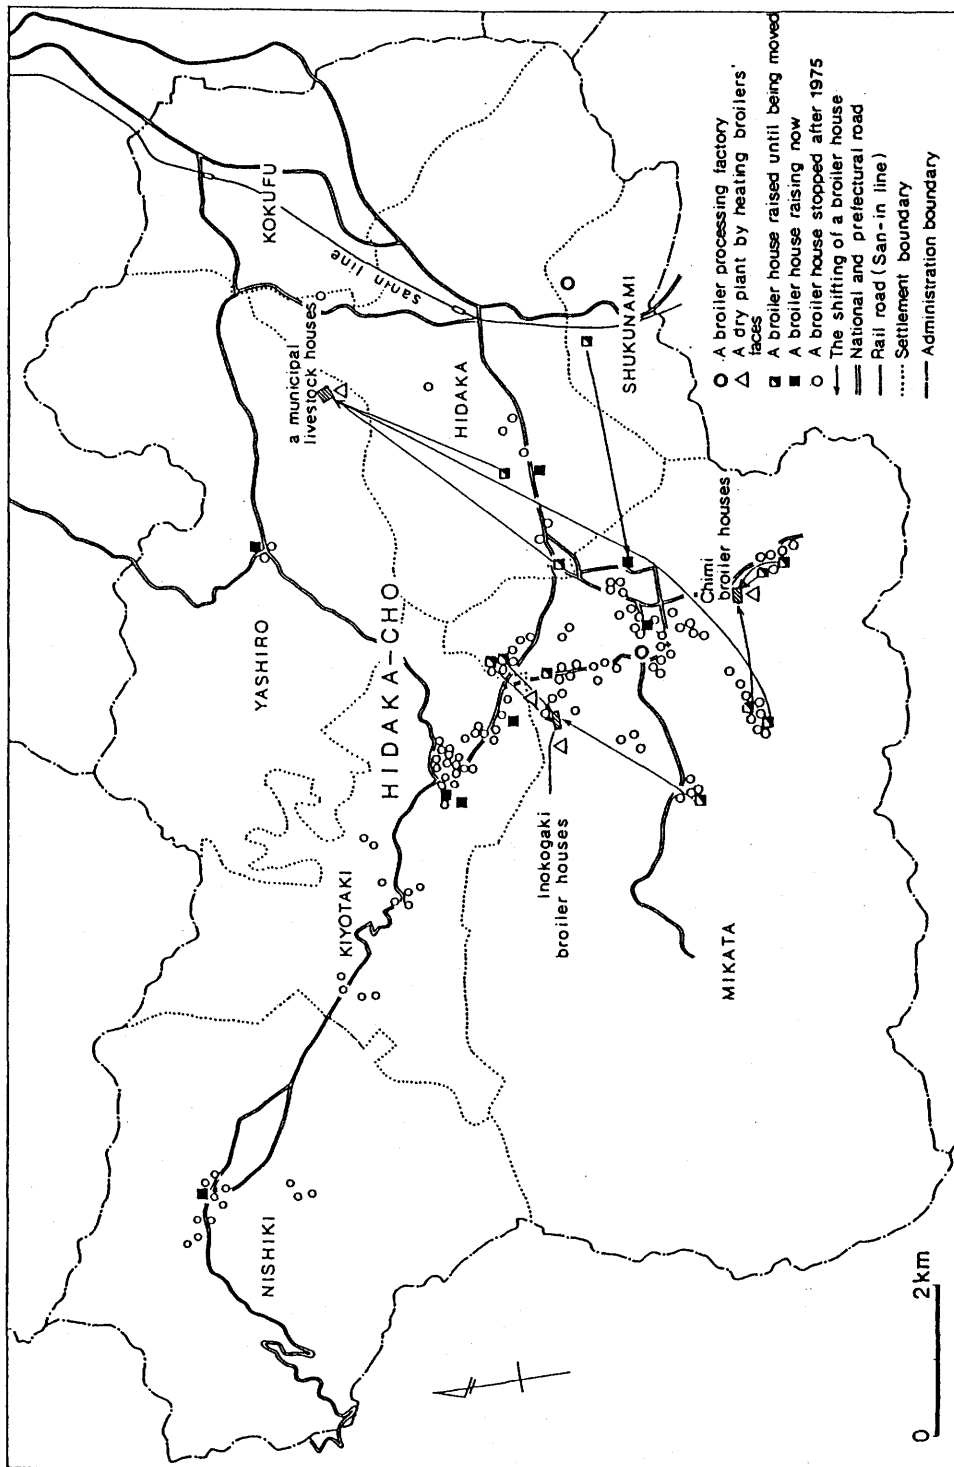 KOKUFU
sanin line
a municipal
livestock houses
HIDAKA
SHUKUNAMI
YASHIRO
HIDAKA-CHO
Chimi
broiler houses
KIYOTAKI
Inokogaki
broiler houses
MIKATA
NISHIKI
A broiler processing factory
A dry plant by heating broilers'
faces
A broiler house raised until being moved
A broiler house raising now
A broiler house stopped after 1975
The shifting of a broiler house
National and prefectural road
Rail road (San-in line)
Settlement boundary
Administration boundary
0 2km